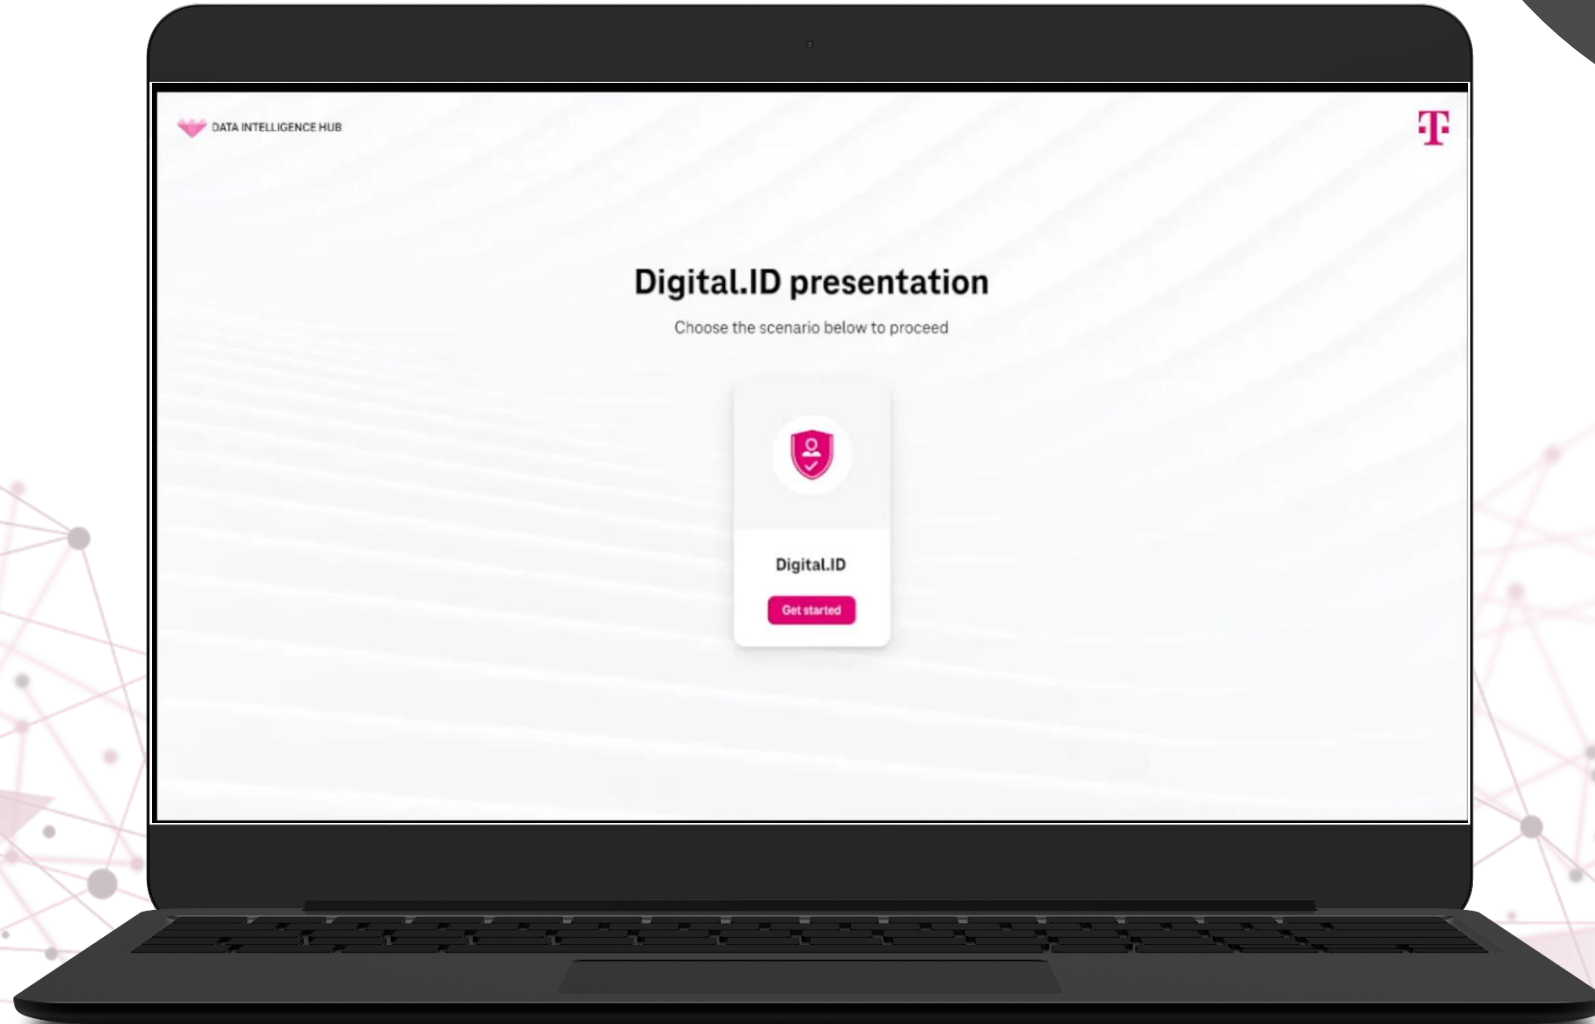 DATA INTELLIGENCE HUB
T
Digital.ID presentation
Choose the scenario below to proceed
Digital.ID
Get started